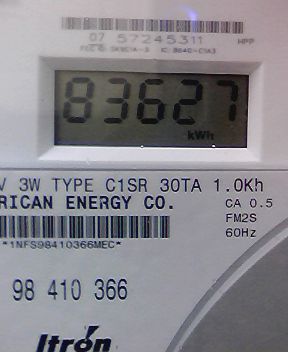 07 57245311 HPP
83627
kWh
V 3W TYPE C1SR 30TA 1.0Kh
RICAN ENERGY CO.
CA 0.5
FM2S
60Hz
*1NFS98410366MEC*
98 410 366
Itron